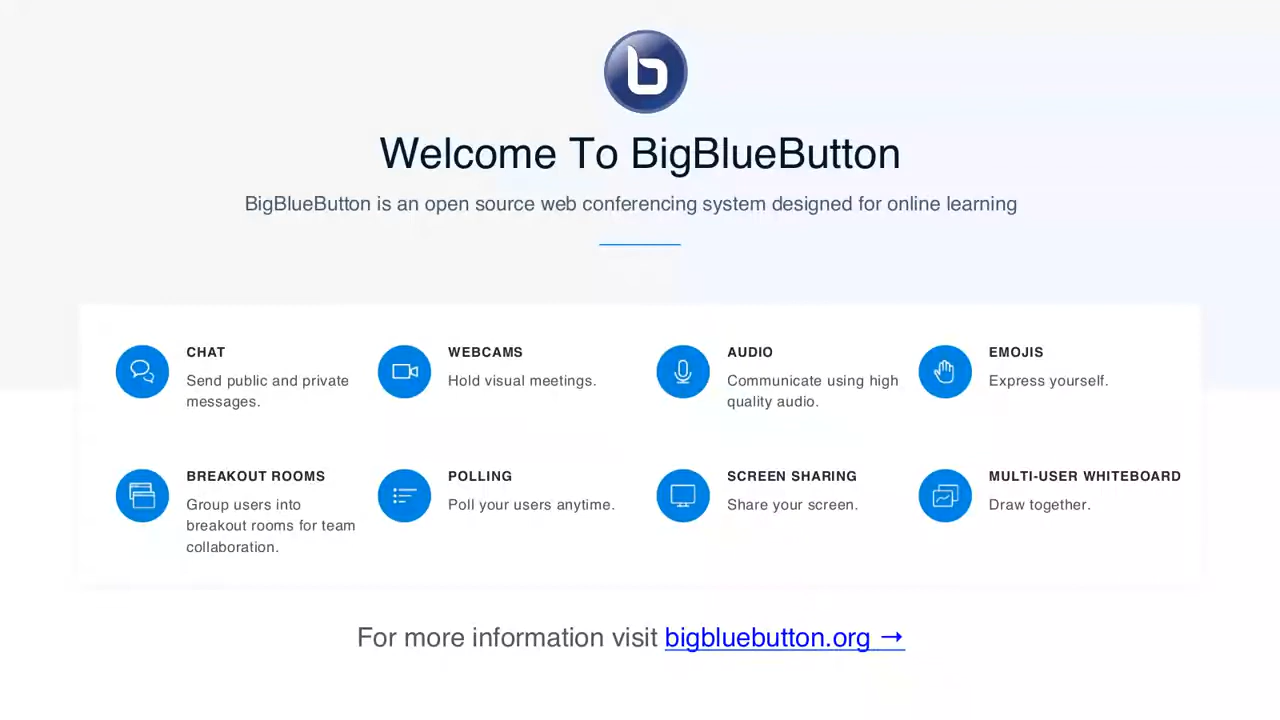 Welcome To BigBlueButton
BigBlueButton is an open source web conferencing system designed for online learning
CHAT
Send public and private
messages.
WEBCAMS
Hold visual meetings.
AUDIO
Communicate using high
quality audio.
EMOJIS
Express yourself.
BREAKOUT ROOMS
Group users into
breakout rooms for team
collaboration.
POLLING
Poll your users anytime.
SCREEN SHARING
Share your screen.
MULTI-USER WHITEBOARD
Draw together.
For more information visit bigbluebutton.org →